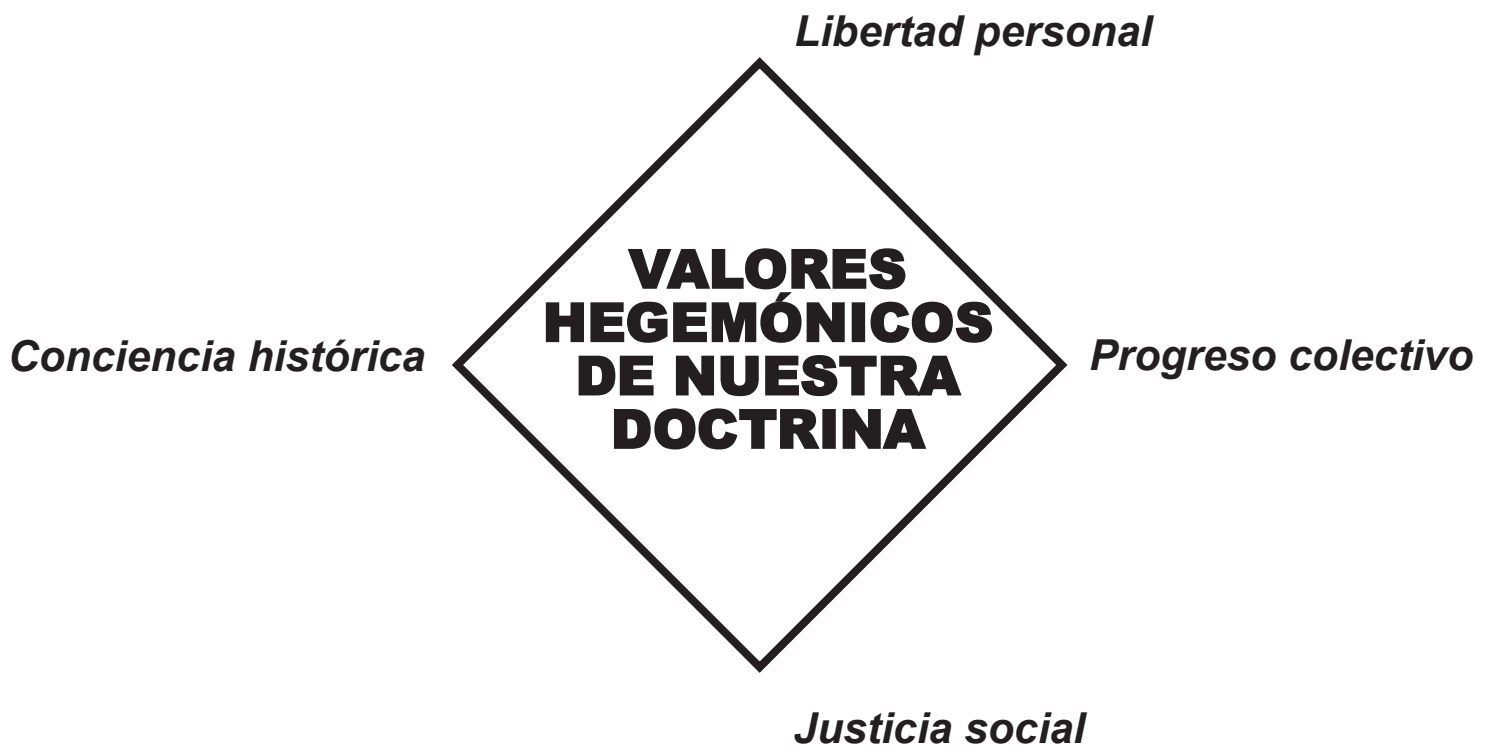 Libertad personal
VALORES
HEGEMÓNICOS
DE NUESTRA
DOCTRINA
Conciencia histórica
Progreso colectivo
Justicia social